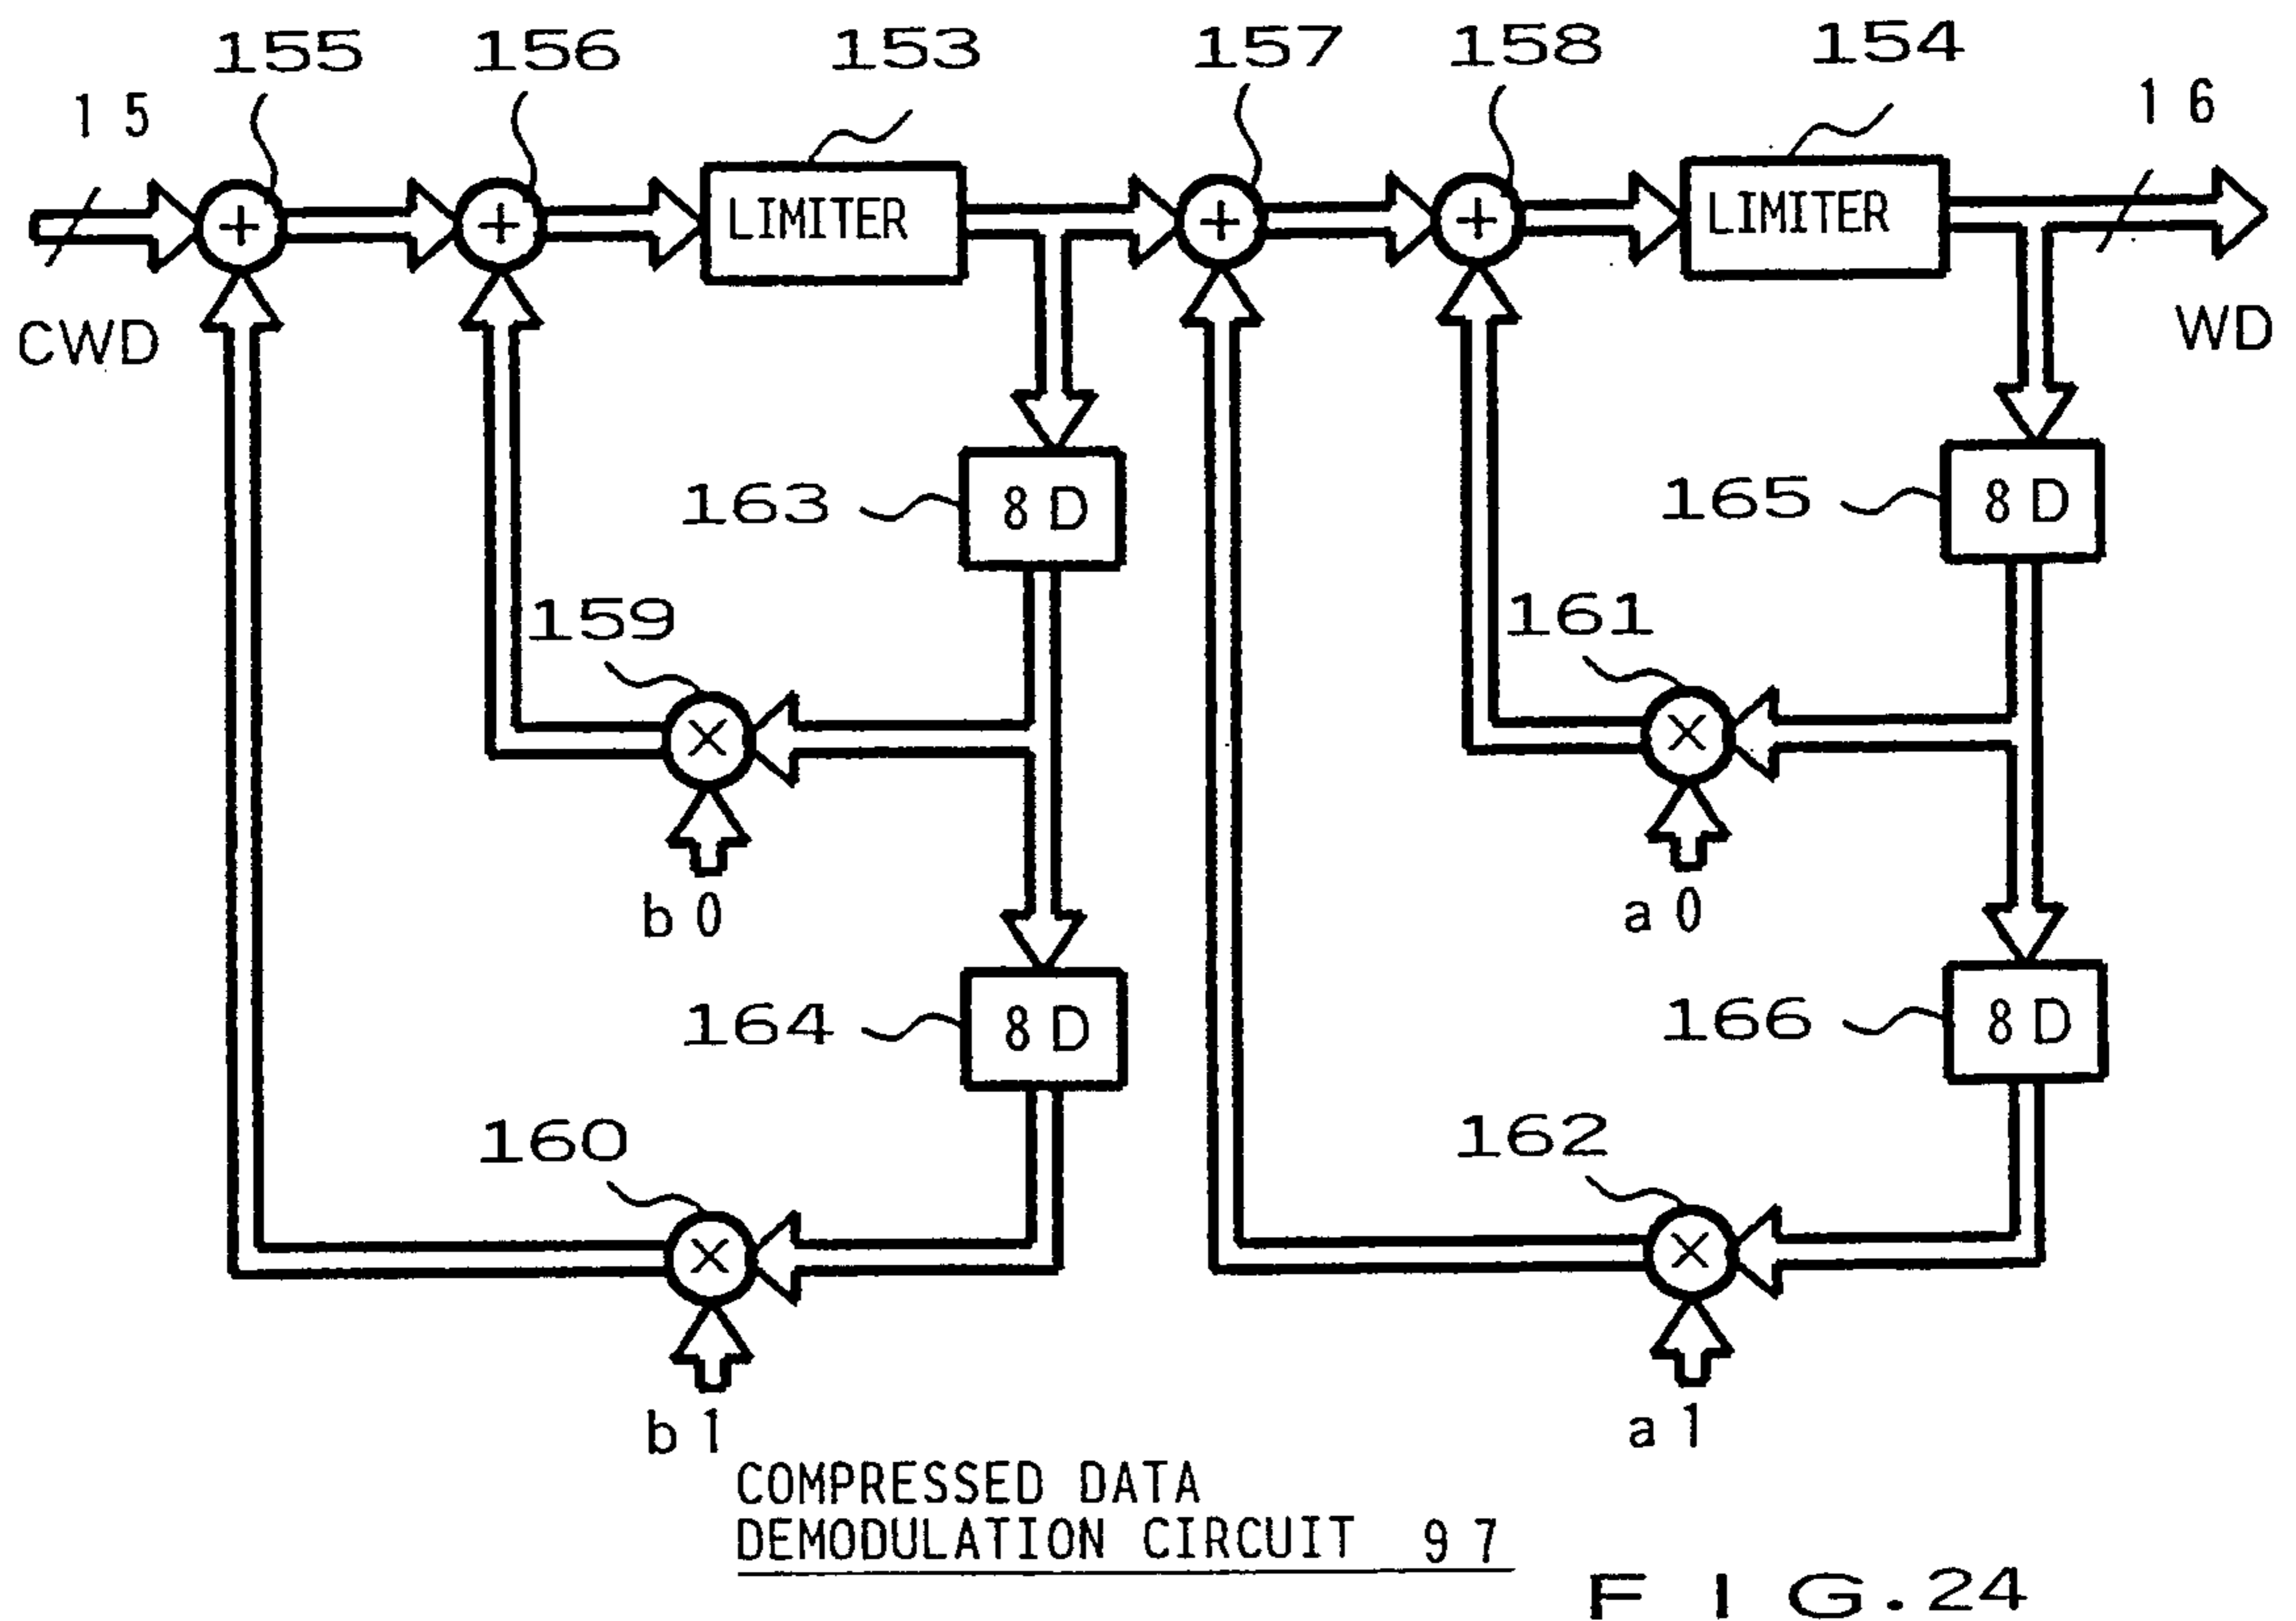 155
156
153
157
158
154
15
16
+
+
LIMITER
+
+
LIMITER
CWD
WD
163
8D
165
8D
159
161
×
×
b0
a0
164
8D
166
8D
160
162
×
×
b1
a1
COMPRESSED DATA
DEMODULATION CIRCUIT 97
FIG.24